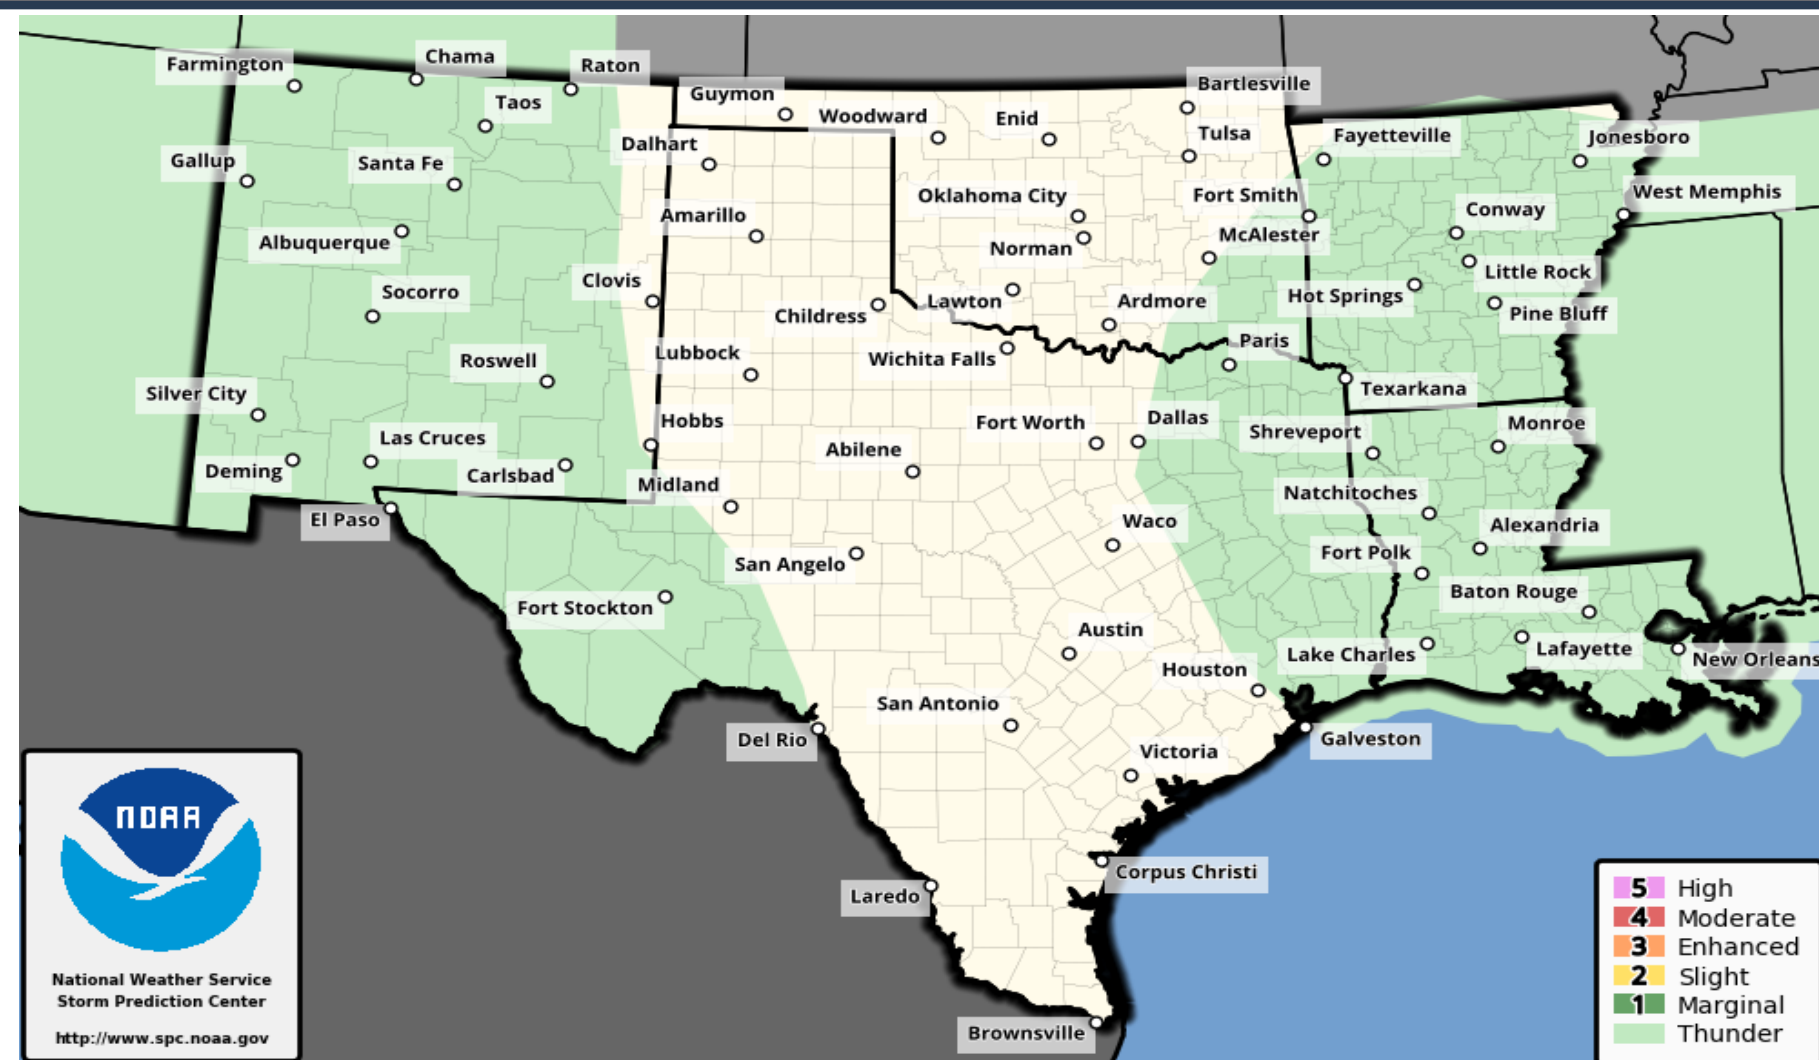 Farmington
Chama
Raton
Taos
Guymon
Woodward
Enid
Bartlesville
Tulsa
Fayetteville
Jonesboro
Dalhart
Gallup
Santa Fe
Amarillo
Oklahoma City
Fort Smith
Conway
West Memphis
Albuquerque
Norman
McAlester
Socorro
Clovis
Childress
Lawton
Ardmore
Hot Springs
Little Rock
Pine Bluff
Roswell
Lubbock
Wichita Falls
Paris
Silver City
Texarkana
Las Cruces
Hobbs
Fort Worth
Dallas
Shreveport
Monroe
Deming
Carlsbad
Midland
Abilene
Natchitoches
El Paso
Waco
Alexandria
San Angelo
Fort Polk
Fort Stockton
Baton Rouge
Austin
Houston
Lake Charles
Lafayette
New Orleans
San Antonio
Del Rio
Victoria
Galveston
Corpus Christi
Laredo
Brownsville
NOAA
National Weather Service
Storm Prediction Center
http://www.spc.noaa.gov
5 High
4 Moderate
3 Enhanced
2 Slight
1 Marginal
Thunder